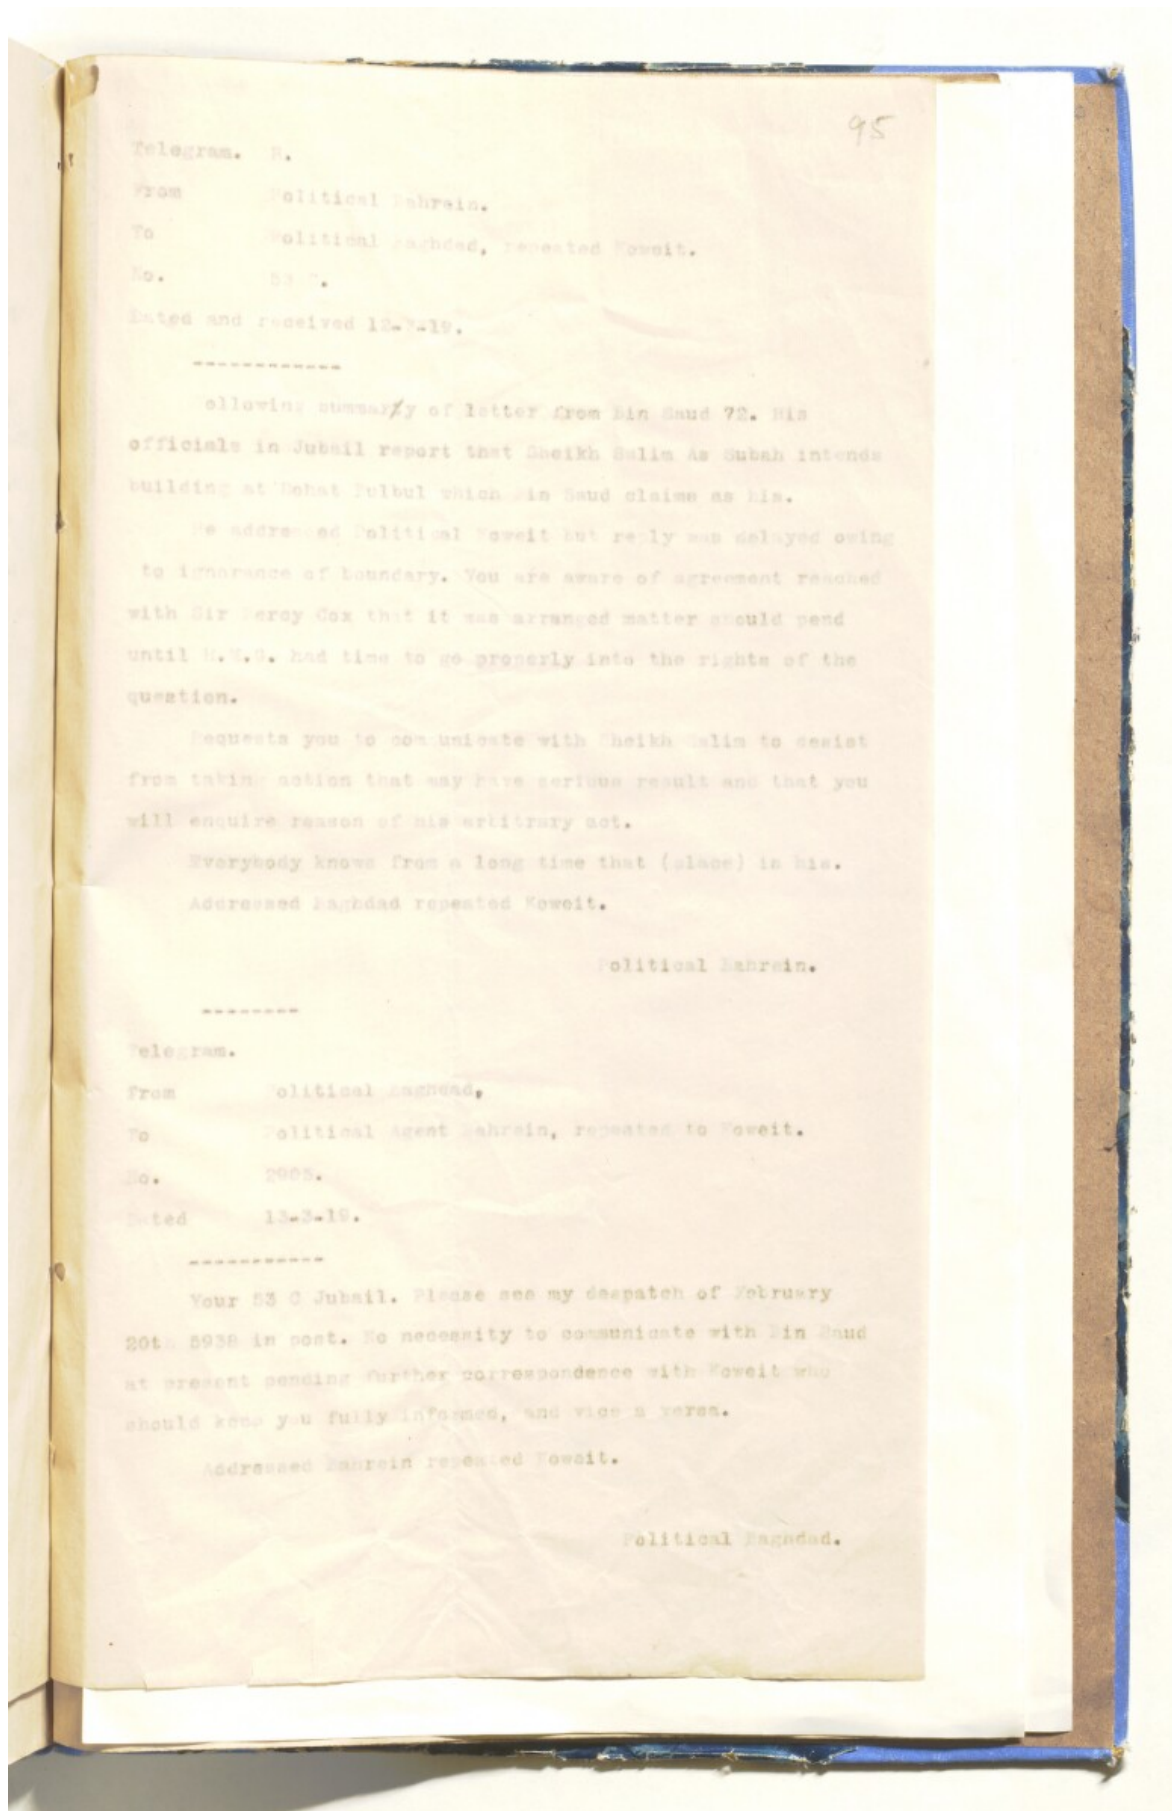 95
Telegram. R.
From Political Bahrein.
To Political Baghdad, repeated Koweit.
No. 53 C.
Dated and received 12-3-19.
------------
Following summary of letter from Bin Saud 72. His
officials in Jubail report that Sheikh Salim As Subah intends
building at Dohat Bulbul which Bin Saud claims as his.
He addressed Political Koweit but reply was delayed owing
to ignorance of boundary. You are aware of agreement reached
with Sir Percy Cox that it was arranged matter should pend
until H.M.G. had time to go properly into the rights of the
question.
Requests you to communicate with Sheikh Salim to desist
from taking action that may have serious result and that you
will enquire reason of his arbitrary act.
Everybody knows from a long time that (place) is his.
Addressed Baghdad repeated Koweit.
Political Bahrein.
--------
Telegram.
From Political Baghdad,
To Political Agent Bahrein, repeated to Koweit.
No. 2905.
Dated 13-3-19.
-----------
Your 53 C Jubail. Please see my despatch of February
20th 5938 in post. No necessity to communicate with Bin Saud
at present pending further correspondence with Koweit who
should keep you fully informed, and vice a versa.
Addressed Bahrein repeated Koweit.
Political Baghdad.